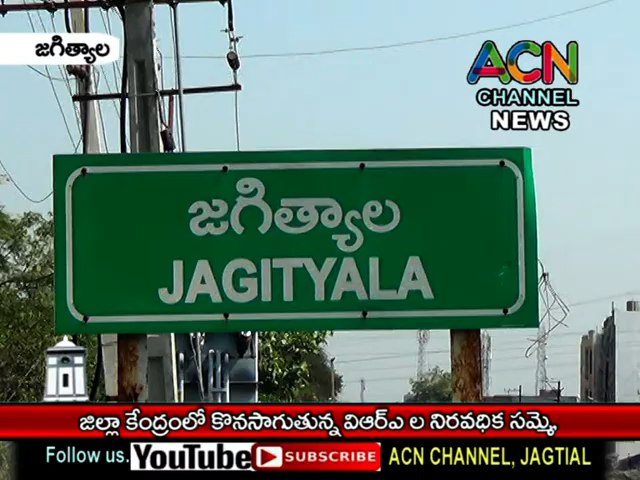 జగిత్యాల
ACN
CHANNEL
NEWS
జగిత్యాల
JAGITYALA
జిల్లా కేంద్రంలో కొనసాగుతున్న విఆర్ఎ ల నిరవధిక సమ్మె,
Follow us. YouTube SUBSCRIBE ACN CHANNEL, JAGTIAL